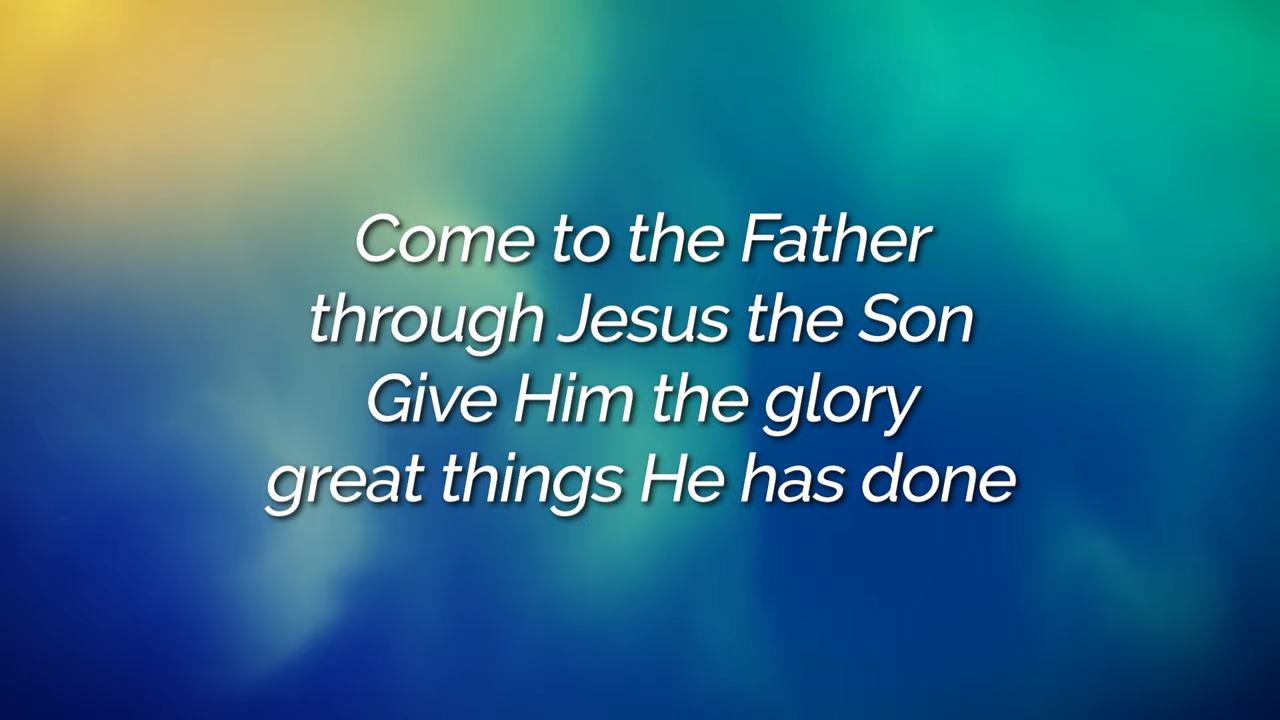 Come to the Father
through Jesus the Son
Give Him the glory
great things He has done